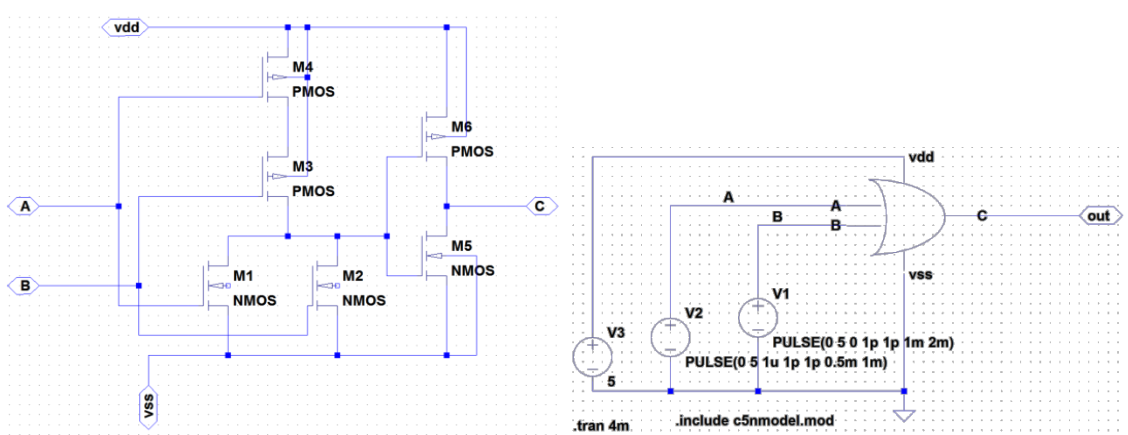 vdd
M4
PMOS
M6
PMOS
M3
PMOS
A
C
M5
NMOS
B
M1
NMOS
M2
NMOS
vss
vdd
A
A
B
B
C
out
vss
V1
PULSE(0 5 0 1p 1p 1m 2m)
V2
PULSE(0 5 1u 1p 1p 0.5m 1m)
V3
5
.tran 4m
.include c5nmodel.mod